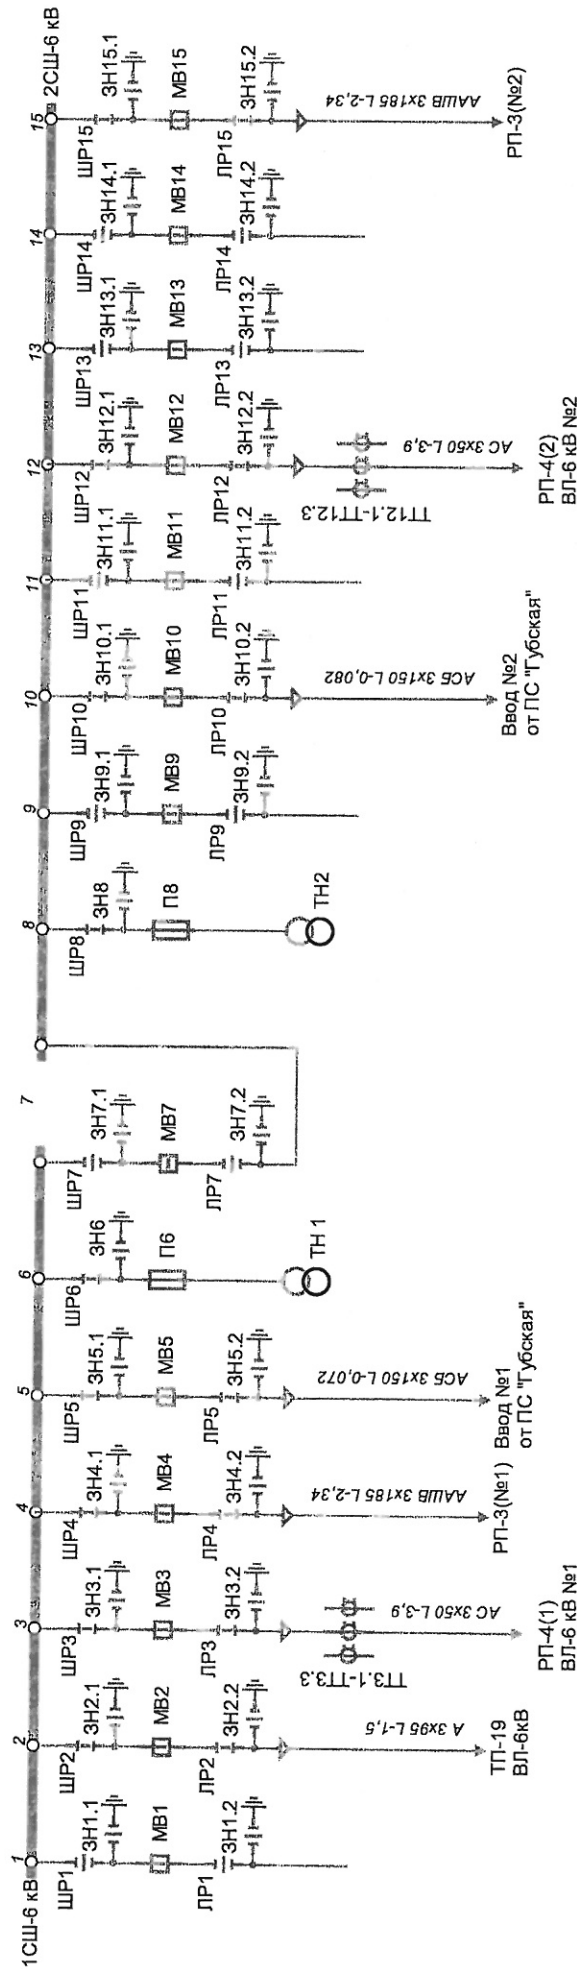 1СШ-6 кВ
1
ШР1
ЗН1.1
МВ1
ЛР1
ЗН1.2
2
ШР2
ЗН2.1
МВ2
ЛР2
ЗН2.2
А 3х95 L-1,5
ТП-19
ВЛ-6кВ
3
ШР3
ЗН3.1
МВ3
ЛР3
ЗН3.2
ТТ3.1-ТТ3.3
АС 3х50 L-3,9
РП-4(1)
ВЛ-6 кВ №1
4
ШР4
ЗН4.1
МВ4
ЛР4
ЗН4.2
ААШВ 3х185 L-2,34
РП-3(№1)
5
ШР5
ЗН5.1
МВ5
ЛР5
ЗН5.2
АСБ 3х150 L-0,072
Ввод №1
от ПС "Губская"
6
ШР6
ЗН6
П6
ТН 1
7
ШР7
ЗН7.1
МВ7
ЛР7
ЗН7.2
8
ШР8
ЗН8
П8
ТН2
9
ШР9
ЗН9.1
МВ9
ЛР9
ЗН9.2
10
ШР10
ЗН10.1
МВ10
ЛР10
ЗН10.2
АСБ 3х150 L-0,082
Ввод №2
от ПС "Губская"
11
ШР11
ЗН11.1
МВ11
ЛР11
ЗН11.2
12
ШР12
ЗН12.1
МВ12
ЛР12
ЗН12.2
ТТ12.1-ТТ12.3
АС 3х50 L-3,9
РП-4(2)
ВЛ-6 кВ №2
13
ШР13
ЗН13.1
МВ13
ЛР13
ЗН13.2
14
ШР14
ЗН14.1
МВ14
ЛР14
ЗН14.2
15
2СШ-6 кВ
ШР15
ЗН15.1
МВ15
ЛР15
ЗН15.2
ААШВ 3х185 L-2,34
РП-3(№2)